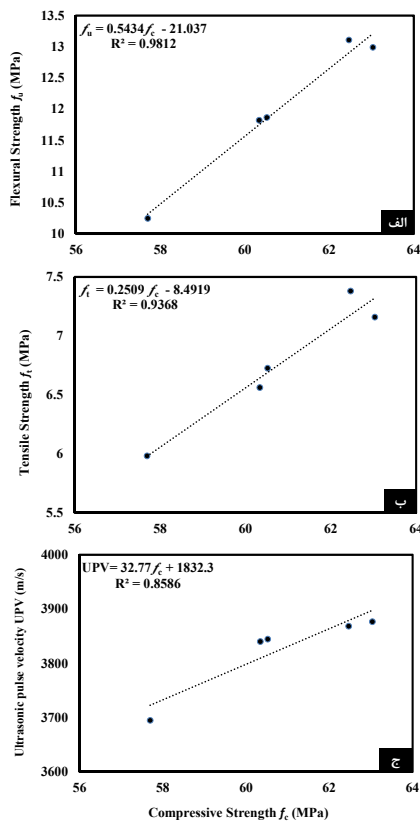 13.5
13
12.5
12
11.5
11
10.5
10
Flexural Strength fu (MPa)
fu = 0.5434fc - 21.037
R² = 0.9812
الف
56 58 60 62 64
7.5
7
6.5
6
5.5
Tensile Strength ft (MPa)
ft = 0.2509 fc - 8.4919
R² = 0.9368
ب
56 58 60 62 64
4000
3900
3800
3700
3600
Ultrasonic pulse velocity UPV (m/s)
UPV= 32.77fc + 1832.3
R² = 0.8586
ج
56 58 60 62 64
Compressive Strength fc (MPa)